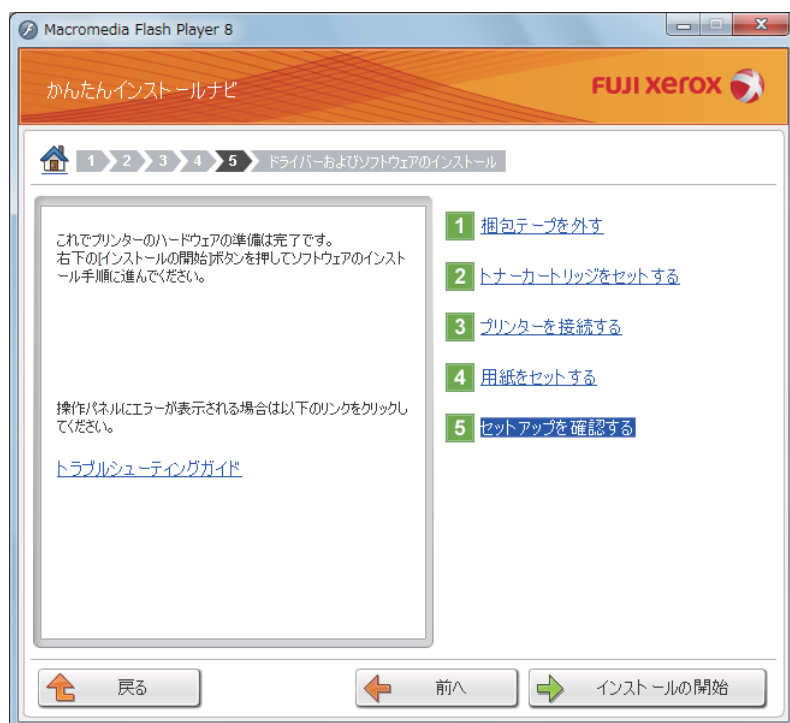 Macromedia Flash Player 8
かんたんインストールナビ
FUJI xerox
1 2 3 4 5 ドライバーおよびソフトウェアのインストール
これでプリンターのハードウェアの準備は完了です。
右下の[インストールの開始]ボタンを押してソフトウェアのインスト
ール手順に進んでください。
操作パネルにエラーが表示される場合は以下のリンクをクリックし
てください。
トラブルシューティングガイド
1 梱包テープを外す
2 トナーカートリッジをセットする
3 プリンターを接続する
4 用紙をセットする
5 セットアップを確認する
戻る
前へ
インストールの開始